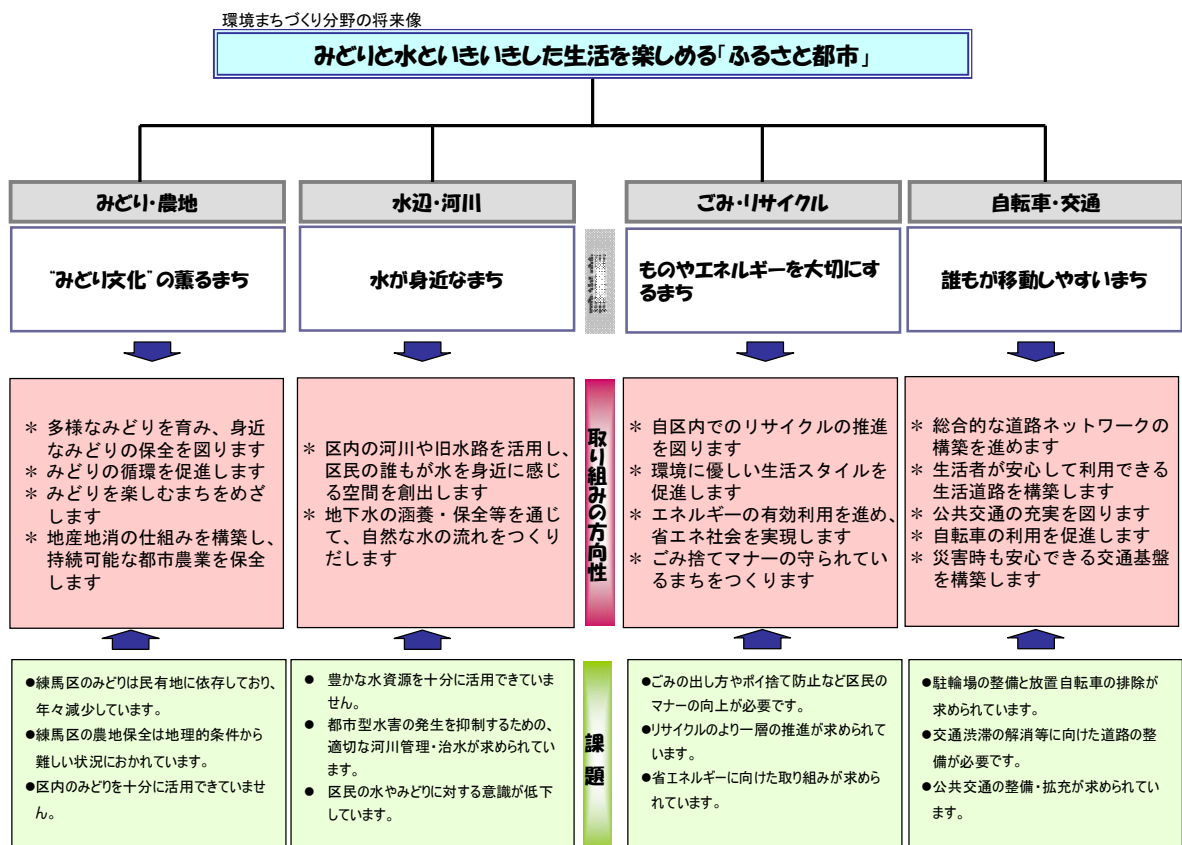 環境まちづくり分野の将来像
みどりと水といきいきした生活を楽しめる「ふるさと都市」
みどり・農地
水辺・河川
ごみ・リサイクル
自転車・交通
“みどり文化”の薫るまち
水が身近なまち
ものやエネルギーを大切にす
るまち
誰もが移動しやすいまち
＊ 多様なみどりを育み、身近
なみどりの保全を図ります
＊ みどりの循環を促進します
＊ みどりを楽しむまちをめざ
します
＊ 地産地消の仕組みを構築し、
持続可能な都市農業を保全
します
＊ 区内の河川や旧水路を活用し、
区民の誰もが水を身近に感じ
る空間を創出します
＊ 地下水の涵養・保全等を通じ
て、自然な水の流れをつくり
だします
取り組みの方向性
＊ 自区内でのリサイクルの推進
を図ります
＊ 環境に優しい生活スタイルを
促進します
＊ エネルギーの有効利用を進め、
省エネ社会を実現します
＊ ごみ捨てマナーの守られてい
るまちをつくります
＊ 総合的な道路ネットワークの
構築を進めます
＊ 生活者が安心して利用できる
生活道路を構築します
＊ 公共交通の充実を図ります
＊ 自転車の利用を促進します
＊ 災害時も安心できる交通基盤
を構築します
●練馬区のみどりは民有地に依存しており、
年々減少しています。
●練馬区の農地保全は地理的条件から
難しい状況におかれています。
●区内のみどりを十分に活用できていませ
ん。
● 豊かな水資源を十分に活用できていま
せん。
● 都市型水害の発生を抑制するための、
適切な河川管理・治水が求められてい
ます。
● 区民の水やみどりに対する意識が低下
しています。
課題
●ごみの出し方やポイ捨て防止など区民の
マナーの向上が必要です。
●リサイクルのより一層の推進が求められて
います。
●省エネルギーに向けた取り組みが求めら
れています。
●駐輪場の整備と放置自転車の排除が
求められています。
●交通渋滞の解消等に向けた道路の整
備が必要です。
●公共交通の整備・拡充が求められてい
ます。